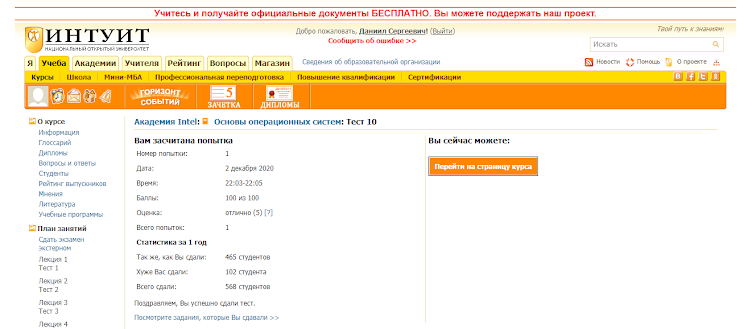 Учитесь и получайте официальные документы БЕСПЛАТНО. Вы можете поддержать наш проект.
ИНТУИТ
НАЦИОНАЛЬНЫЙ ОТКРЫТЫЙ УНИВЕРСИТЕТ
Добро пожаловать, Даниил Сергеевич! (Выйти)
Сообщить об ошибке >>
Твой путь к знаниям!
Искать
Я Учеба Академии Учителя Рейтинг Вопросы Магазин Сведения об образовательной организации
Новости Помощь О проекте
Курсы Школа Мини-МБА Профессиональная переподготовка Повышение квалификации Сертификации
ГОРИЗОНТ СОБЫТИЙ
5 ЗАЧЕТКА
ДИПЛОМЫ
О курсе
Информация
Глоссарий
Дипломы
Вопросы и ответы
Студенты
Рейтинг выпускников
Мнения
Литература
Учебные программы
План занятий
Сдать экзамен
экстерном
Лекция 1
Тест 1
Лекция 2
Тест 2
Лекция 3
Тест 3
Лекция 4
Академия Intel: Основы операционных систем: Тест 10
Вам засчитана попытка
Номер попытки: 1
Дата: 2 декабря 2020
Время: 22:03-22:05
Баллы: 100 из 100
Оценка: отлично (5) [?]
Всего попыток: 1
Статистика за 1 год
Так же, как Вы сдали: 465 студентов
Хуже Вас сдали: 102 студента
Всего сдали: 568 студентов
Поздравляем, Вы успешно сдали тест.
Посмотрите задания, которые Вы сдавали >>
Вы сейчас можете:
Перейти на страницу курса